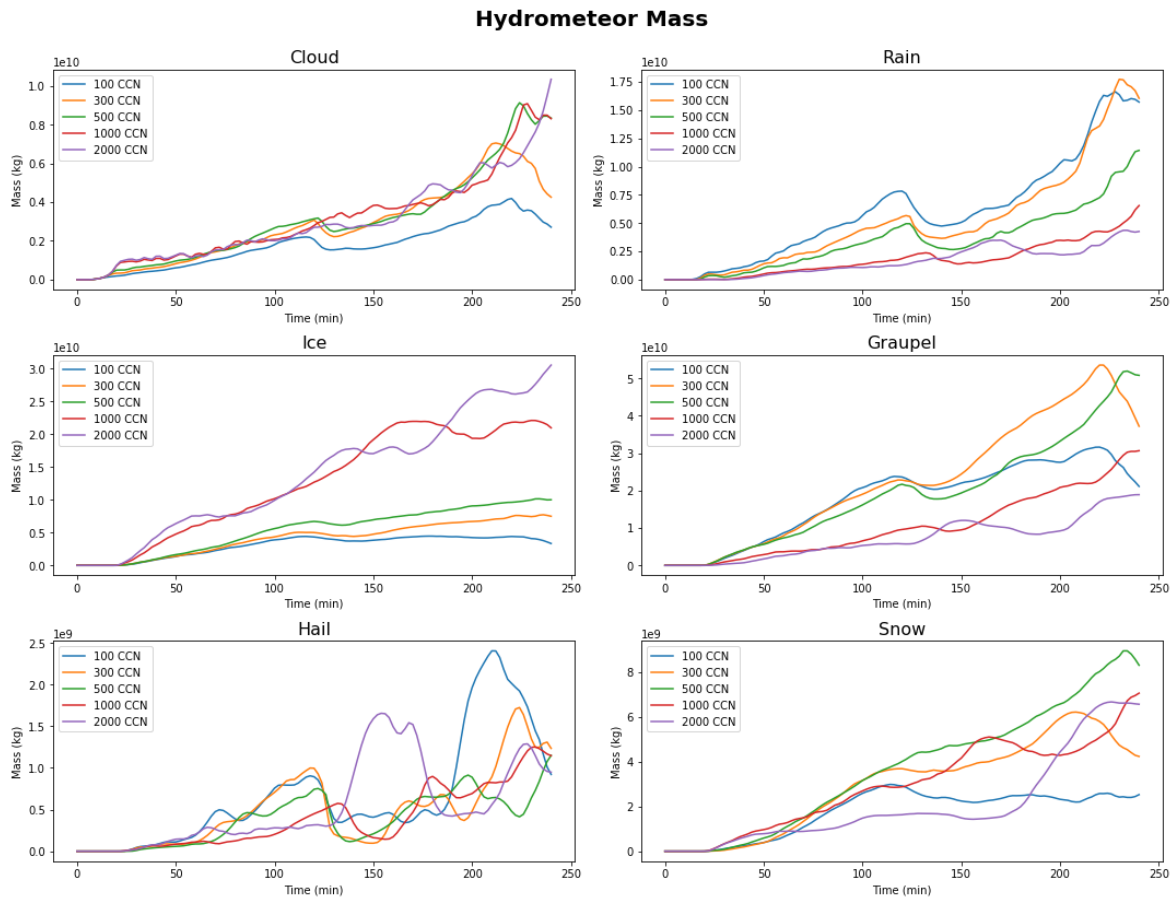 Hydrometeor Mass
Cloud
1e10
100 CCN
300 CCN
500 CCN
1000 CCN
2000 CCN
Mass (kg)
1.0
0.8
0.6
0.4
0.2
0.0
0 50 100 150 200 250
Time (min)
Rain
1e10
100 CCN
300 CCN
500 CCN
1000 CCN
2000 CCN
Mass (kg)
1.75
1.50
1.25
1.00
0.75
0.50
0.25
0.00
0 50 100 150 200 250
Time (min)
Ice
1e10
100 CCN
300 CCN
500 CCN
1000 CCN
2000 CCN
Mass (kg)
3.0
2.5
2.0
1.5
1.0
0.5
0.0
0 50 100 150 200 250
Time (min)
Graupel
1e10
100 CCN
300 CCN
500 CCN
1000 CCN
2000 CCN
Mass (kg)
5
4
3
2
1
0
0 50 100 150 200 250
Time (min)
Hail
1e9
100 CCN
300 CCN
500 CCN
1000 CCN
2000 CCN
Mass (kg)
2.5
2.0
1.5
1.0
0.5
0.0
0 50 100 150 200 250
Time (min)
Snow
1e9
100 CCN
300 CCN
500 CCN
1000 CCN
2000 CCN
Mass (kg)
8
6
4
2
0
0 50 100 150 200 250
Time (min)